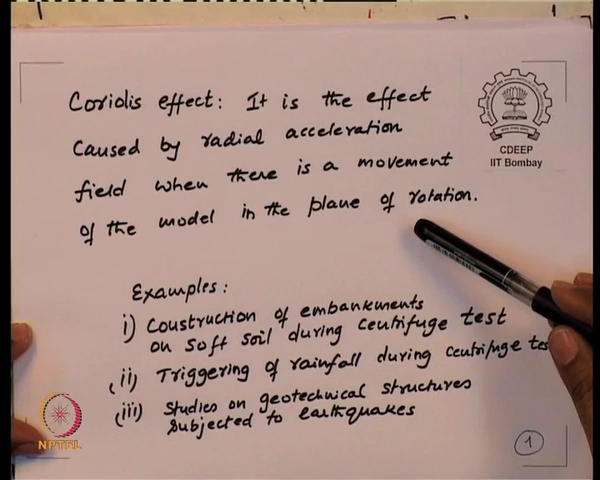 Coriolis effect: It is the effect
caused by radial acceleration
field when there is a movement
of the model in the plane of rotation.
CDEEP
IIT Bombay
Examples:
i) Construction of embankments
on soft soil during centrifuge test
(ii) Triggering of rainfall during centrifuge tes
(iii) Studies on geotechnical structures
subjected to earthquakes
NPTEL
1